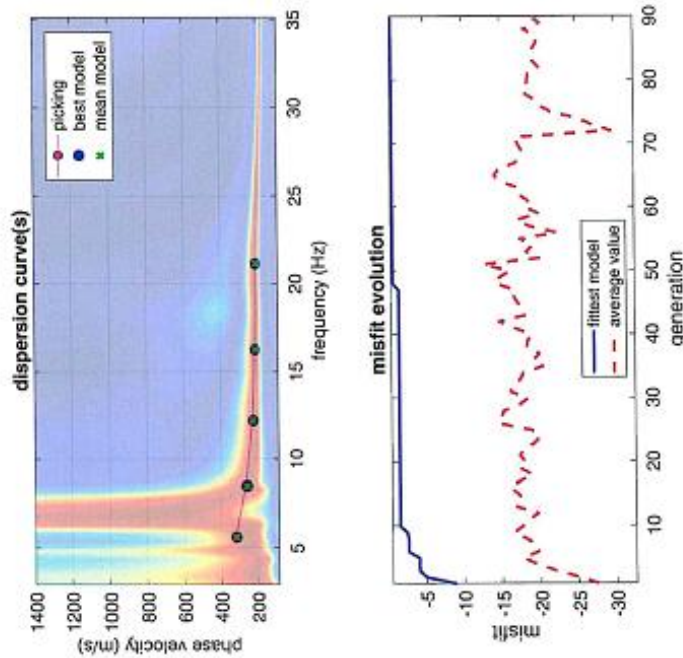 dispersion curve(s)
picking
best model
mean model
1400
1200
1000
800
600
400
200
phase velocity (m/s)
5
10
15
20
25
30
35
frequency (Hz)
misfit evolution
fittest model
average value
-5
-10
-15
-20
-25
-30
misfit
10
20
30
40
50
60
70
80
90
generation